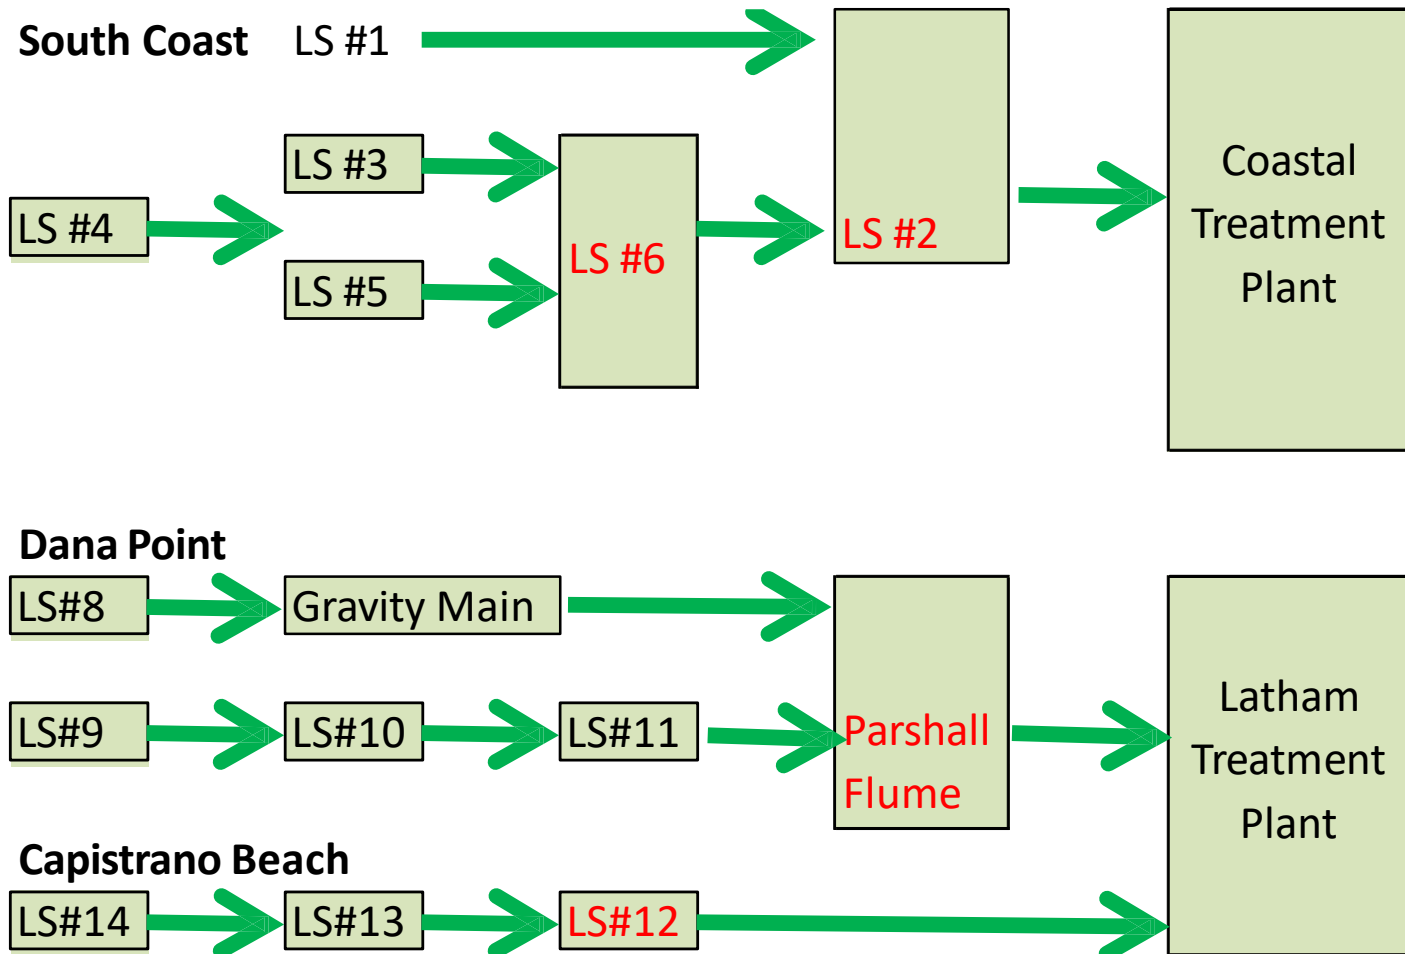 South Coast LS #1
LS #3
LS #4
LS #5
LS #6
LS #2
Coastal
Treatment
Plant
Dana Point
LS#8
Gravity Main
LS#9
LS#10
LS#11
Parshall
Flume
Latham
Treatment
Plant
Capistrano Beach
LS#14
LS#13
LS#12